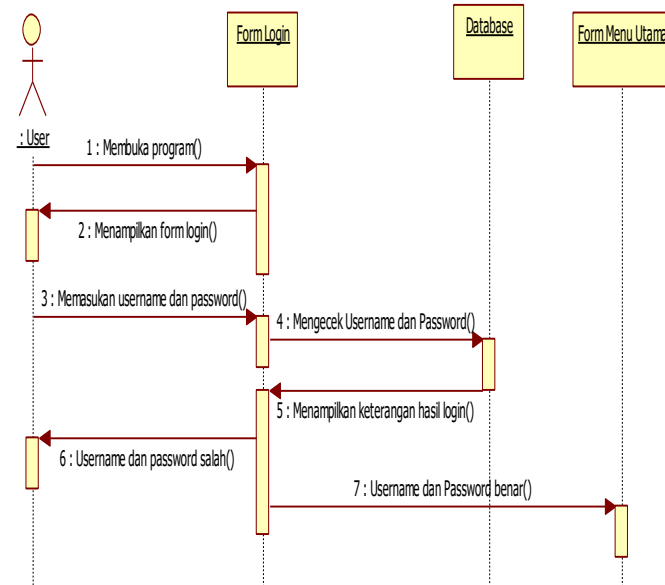 Form Login
Database
Form Menu Utama
: User
1 : Membuka program()
2 : Menampilkan form login()
3 : Memasukan username dan password()
4 : Mengecek Username dan Password()
5 : Menampilkan keterangan hasil login()
6 : Username dan password salah()
7 : Username dan Password benar()